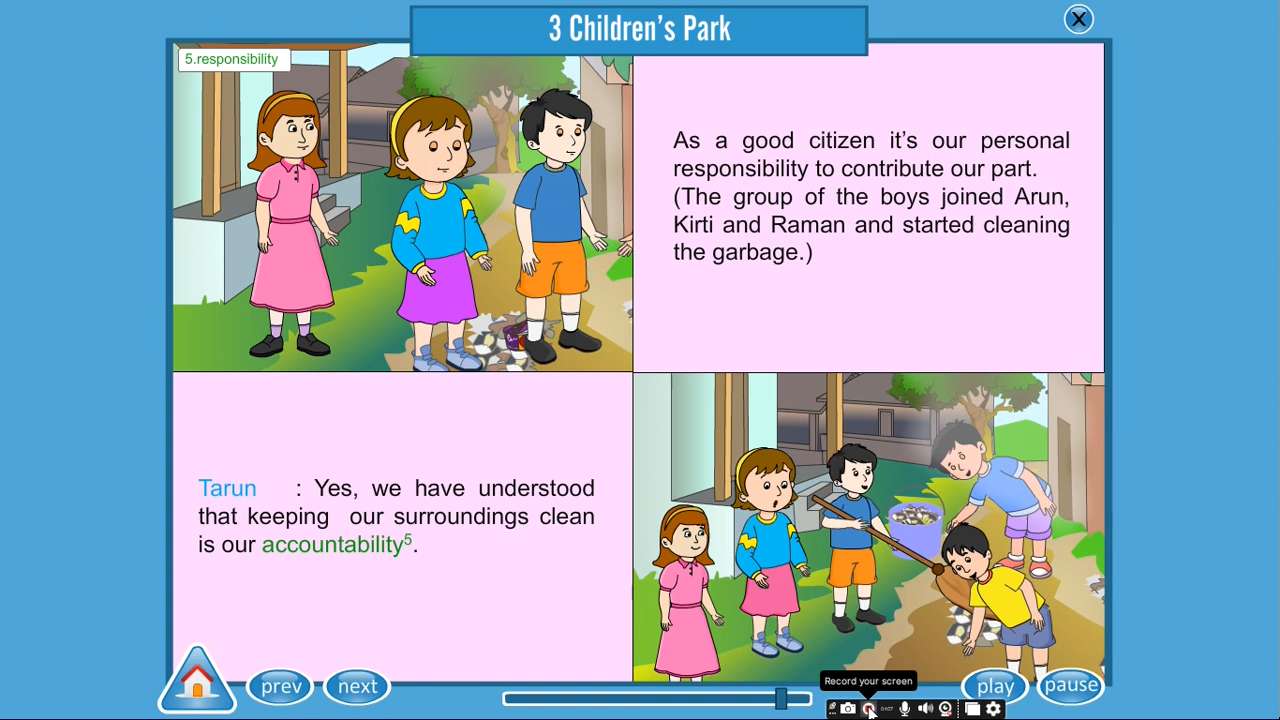 3 Children's Park
X
5.responsibility
As a good citizen it's our personal
responsibility to contribute our part.
(The group of the boys joined Arun,
Kirti and Raman and started cleaning
the garbage.)
Tarun : Yes, we have understood
that keeping our surroundings clean
is our accountability⁵.
prev
next
Record your screen
play
pause